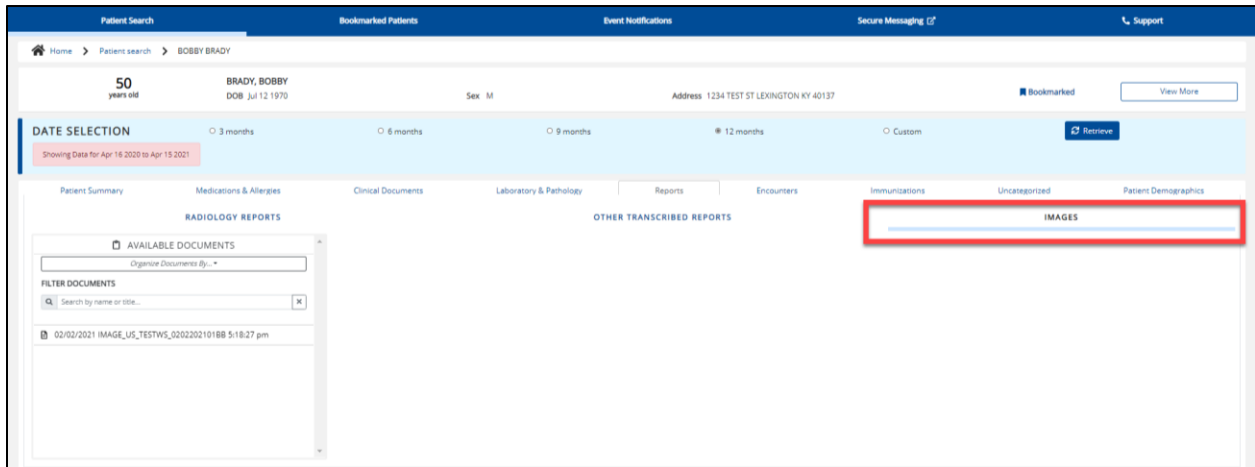 Patient Search Bookmarked Patients Event Notifications Secure Messaging Support
Home Patient search BOBBY BRADY
50 years old
BRADY, BOBBY
DOB Jul 12 1970 Sex M Address 1234 TEST ST LEXINGTON KY 40137 Bookmarked View More
DATE SELECTION 3 months 6 months 9 months 12 months Custom Retrieve
Showing Data for Apr 16 2020 to Apr 15 2021
Patient Summary Medications & Allergies Clinical Documents Laboratory & Pathology Reports Encounters Immunizations Uncategorized Patient Demographics
RADIOLOGY REPORTS OTHER TRANSCRIBED REPORTS IMAGES
AVAILABLE DOCUMENTS
Organize Documents By...
FILTER DOCUMENTS
Search by name or title...
02/02/2021 IMAGE_US_TESTWS_0202202101BB 5:18:27 pm